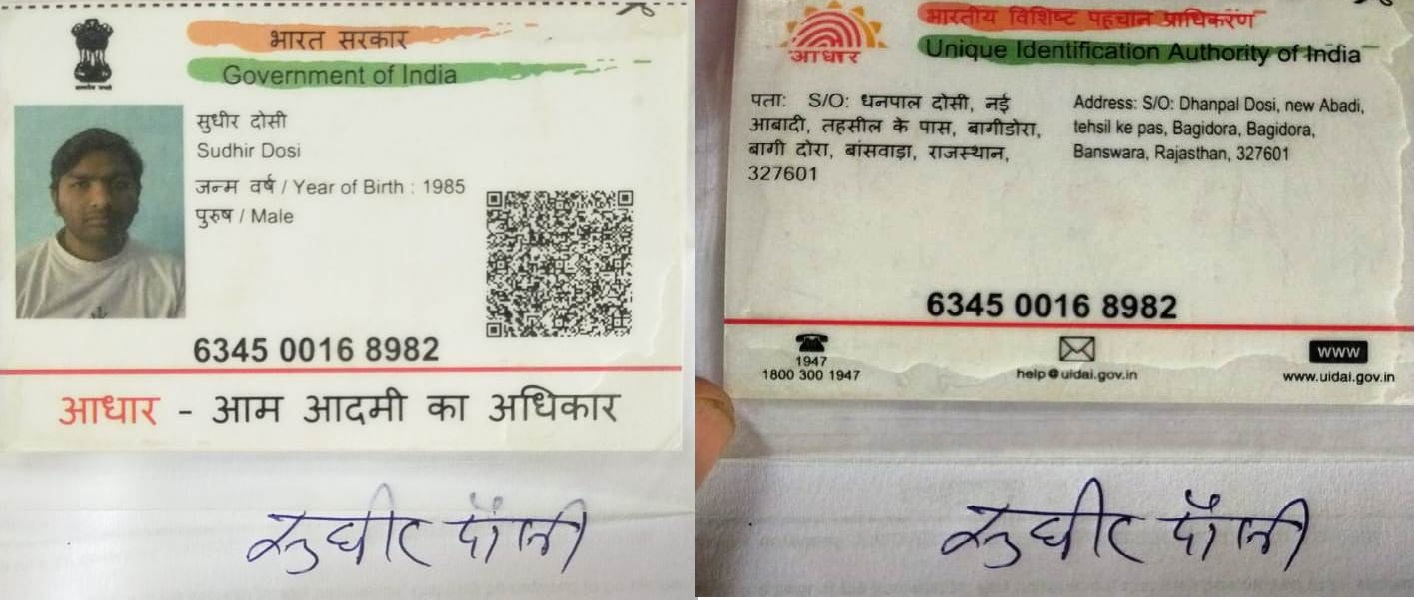 भारत सरकार
Government of India
सुधीर दोसी
Sudhir Dosi
जन्म वर्ष / Year of Birth : 1985
पुरुष / Male
6345 0016 8982
आधार - आम आदमी का अधिकार
सुधीर
आधार
भारतीय विशिष्ट पहचान प्राधिकरण
Unique Identification Authority of India
पता: S/O: धनपाल दोसी, नई
आबादी, तहसील के पास, बागीडोरा,
बागी दोरा, बांसवाड़ा, राजस्थान,
327601
Address: S/O: Dhanpal Dosi, new Abadi,
tehsil ke pas, Bagidora, Bagidora,
Banswara, Rajasthan, 327601
6345 0016 8982
1947
1800 300 1947
help@uidai.gov.in
www
www.uidai.gov.in
सुधीर